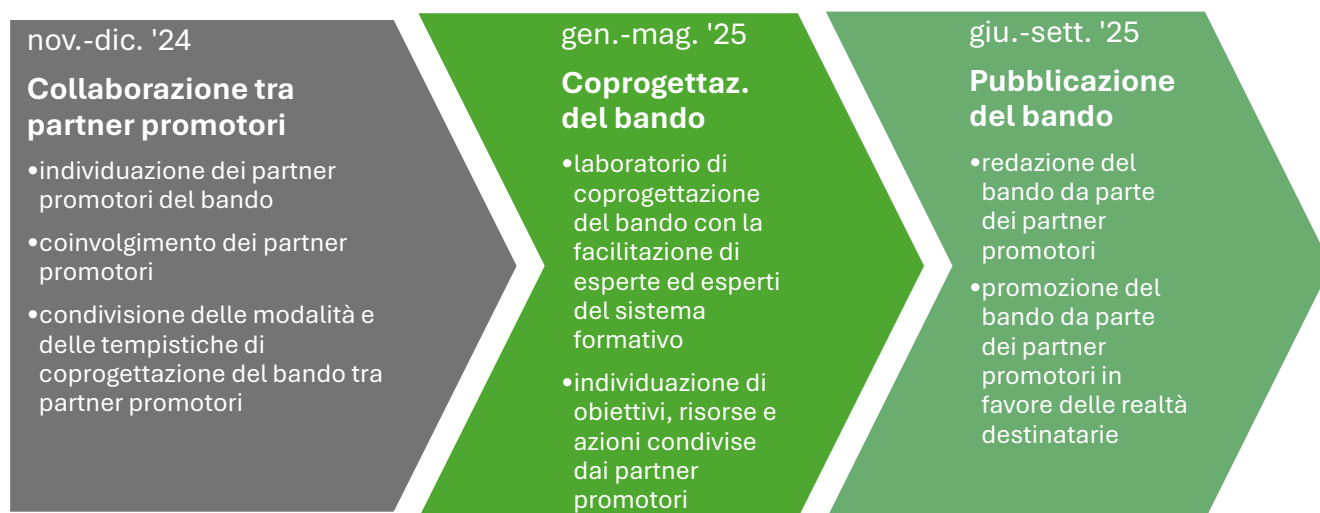 nov.-dic. '24
Collaborazione tra
partner promotori
•individuazione dei partner
promotori del bando
•coinvolgimento dei partner
promotori
•condivisione delle modalità e
delle tempistiche di
coprogettazione del bando tra
partner promotori
gen.-mag. '25
Coprogettaz.
del bando
•laboratorio di
coprogettazione
del bando con la
facilitazione di
esperte ed esperti
del sistema
formativo
•individuazione di
obiettivi, risorse e
azioni condivise
dai partner
promotori
giu.-sett. '25
Pubblicazione
del bando
•redazione del
bando da parte
dei partner
promotori
•promozione del
bando da parte
dei partner
promotori in
favore delle realtà
destinatarie